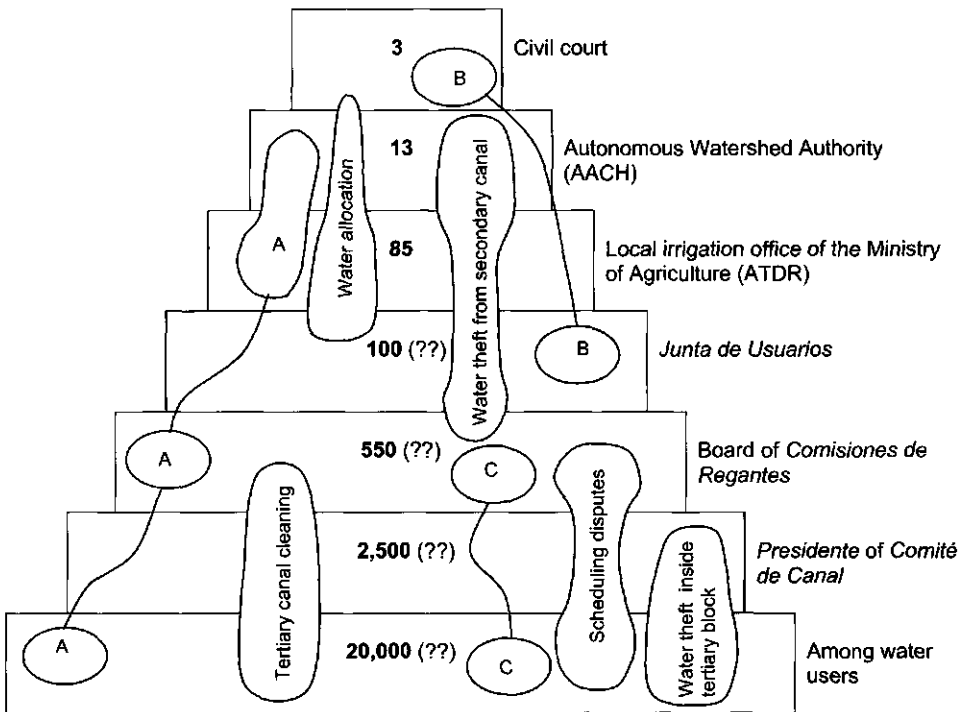 3
Civil court
B
13
Autonomous Watershed Authority
(AACH)
Water allocation
Water theft from secondary canal
A
85
Local irrigation office of the Ministry
of Agriculture (ATDR)
100 (??)
B
Junta de Usuarios
A
550 (??)
C
Board of Comisiones de
Regantes
Tertiary canal cleaning
2,500 (??)
Scheduling disputes
Presidente of Comité
de Canal
Water theft inside
tertiary block
A
20,000 (??)
C
Among water
users